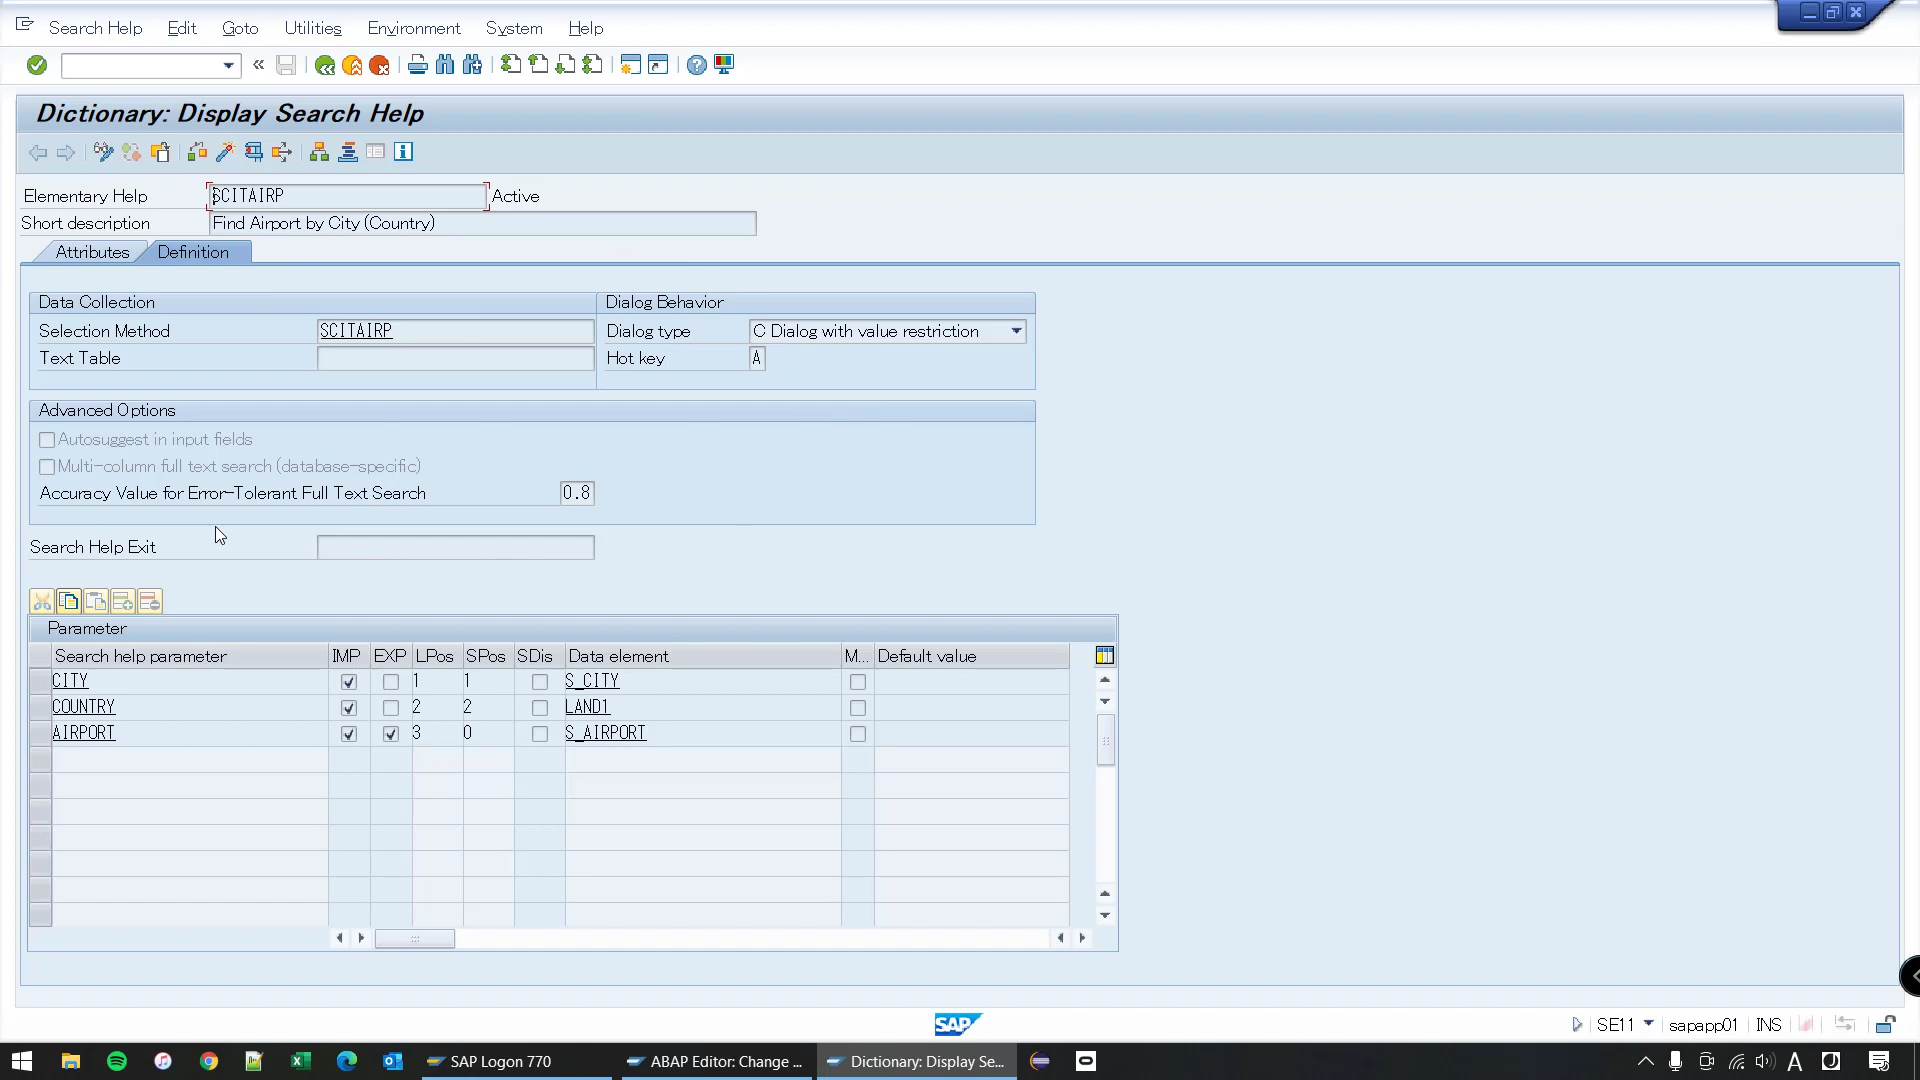 Search Help Edit Goto Utilities Environment System Help
Dictionary: Display Search Help
Elementary Help SCITAIRP Active
Short description Find Airport by City (Country)
Attributes Definition
Data Collection Dialog Behavior
Selection Method SCITAIRP Dialog type C Dialog with value restriction
Text Table Hot key A
Advanced Options
Autosuggest in input fields
Multi-column full text search (database-specific)
Accuracy Value for Error-Tolerant Full Text Search 0.8
Search Help Exit
Parameter
Search help parameter IMP EXP LPos SPos SDis Data element M... Default value
CITY 1 1 S_CITY
COUNTRY 2 2 LAND1
AIRPORT 3 0 S_AIRPORT
SAP SE11 sapapp01 INS
SAP Logon 770 ABAP Editor: Change ... Dictionary: Display Se... A